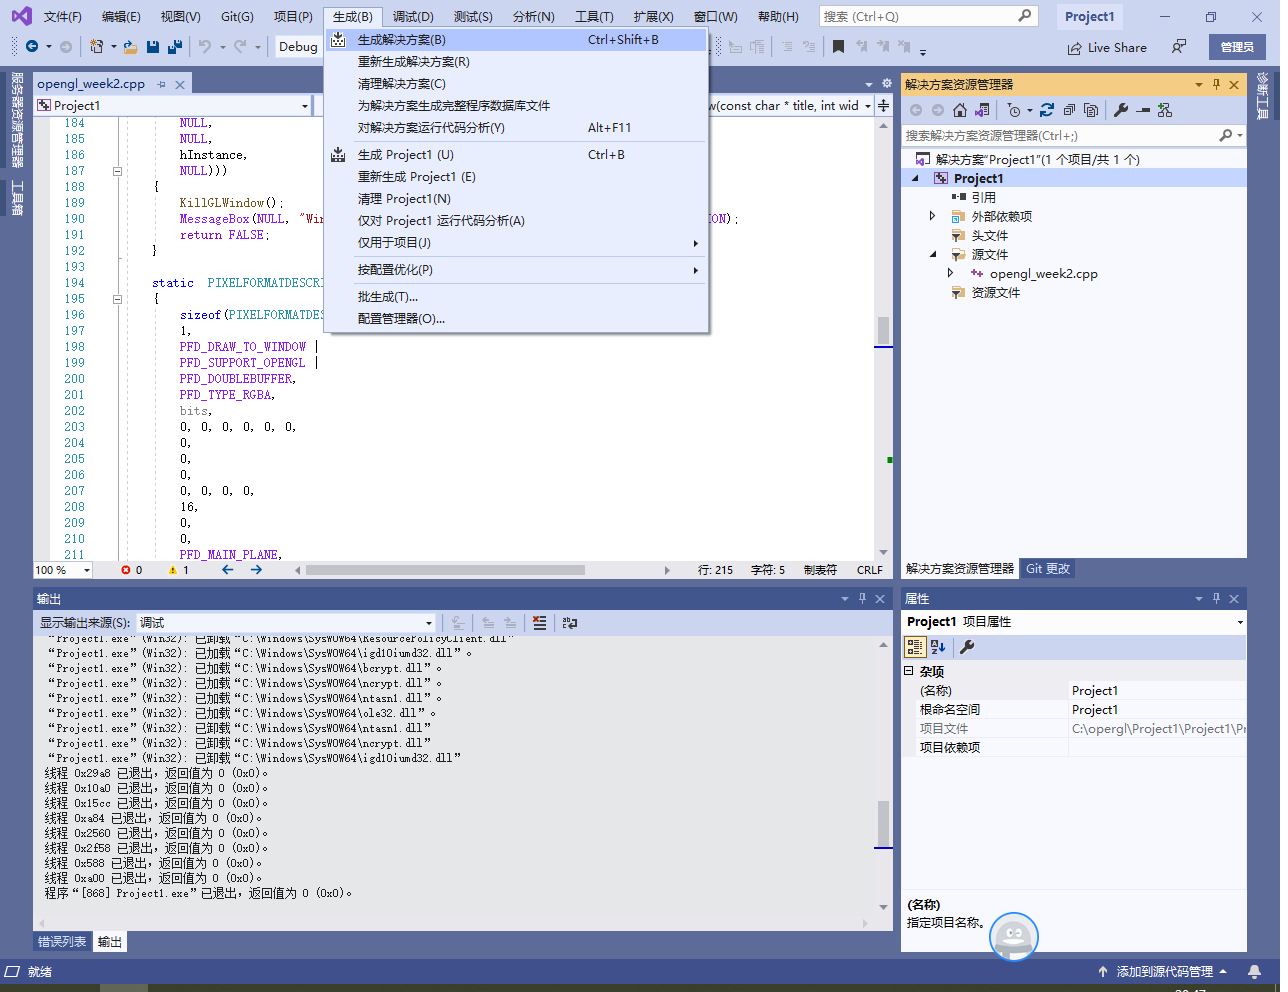 文件(F) 编辑(E) 视图(V) Git(G) 项目(P) 生成(B) 调试(D) 测试(S) 分析(N) 工具(T) 扩展(X) 窗口(W) 帮助(H) 搜索 (Ctrl+Q) Project1
Debug Live Share 管理员
生成解决方案(B) Ctrl+Shift+B
重新生成解决方案(R)
清理解决方案(C)
为解决方案生成完整程序数据库文件
对解决方案运行代码分析(Y) Alt+F11
生成 Project1 (U) Ctrl+B
重新生成 Project1 (E)
清理 Project1(N)
仅对 Project1 运行代码分析(A)
仅用于项目(J)
按配置优化(P)
批生成(T)...
配置管理器(O)...
服务器资源管理器
工具箱
诊断工具
opengl_week2.cpp
Project1 w(const char * title, int wid
184 NULL,
185 NULL,
186 hInstance,
187 NULL)))
188 {
189 KillGLWindow();
190 MessageBox(NULL, "Win ION);
191 return FALSE;
192 }
193
194 static PIXELFORMATDESCRI
195 {
196 sizeof(PIXELFORMATDES
197 1,
198 PFD_DRAW_TO_WINDOW |
199 PFD_SUPPORT_OPENGL |
200 PFD_DOUBLEBUFFER,
201 PFD_TYPE_RGBA,
202 bits,
203 0, 0, 0, 0, 0, 0,
204 0,
205 0,
206 0,
207 0, 0, 0, 0,
208 16,
209 0,
210 0,
211 PFD_MAIN_PLANE,
100 % 0 1 行: 215 字符: 5 制表符 CRLF
输出
显示输出来源(S): 调试
“Project1.exe”(Win32): 已卸载“C:\Windows\SysWOW64\ResourcePolicyClient.dll”
“Project1.exe”(Win32): 已加载“C:\Windows\SysWOW64\igd10iumd32.dll”。
“Project1.exe”(Win32): 已加载“C:\Windows\SysWOW64\bcrypt.dll”。
“Project1.exe”(Win32): 已加载“C:\Windows\SysWOW64\ncrypt.dll”。
“Project1.exe”(Win32): 已加载“C:\Windows\SysWOW64\ntasn1.dll”。
“Project1.exe”(Win32): 已加载“C:\Windows\SysWOW64\ole32.dll”。
“Project1.exe”(Win32): 已卸载“C:\Windows\SysWOW64\ntasn1.dll”
“Project1.exe”(Win32): 已卸载“C:\Windows\SysWOW64\ncrypt.dll”
“Project1.exe”(Win32): 已卸载“C:\Windows\SysWOW64\igd10iumd32.dll”
线程 0x29a8 已退出，返回值为 0 (0x0)。
线程 0x10a0 已退出，返回值为 0 (0x0)。
线程 0x15cc 已退出，返回值为 0 (0x0)。
线程 0xa84 已退出，返回值为 0 (0x0)。
线程 0x2560 已退出，返回值为 0 (0x0)。
线程 0x2f58 已退出，返回值为 0 (0x0)。
线程 0x588 已退出，返回值为 0 (0x0)。
线程 0xa00 已退出，返回值为 0 (0x0)。
程序“[868] Project1.exe”已退出，返回值为 0 (0x0)。
错误列表 输出
解决方案资源管理器
搜索解决方案资源管理器(Ctrl+;)
解决方案"Project1"(1 个项目/共 1 个)
Project1
引用
外部依赖项
头文件
源文件
opengl_week2.cpp
资源文件
解决方案资源管理器 Git 更改
属性
Project1 项目属性
杂项
(名称) Project1
根命名空间 Project1
项目文件 C:\opergl\Project1\Project1\Pr
项目依赖项
(名称)
指定项目名称。
就绪 添加到源代码管理